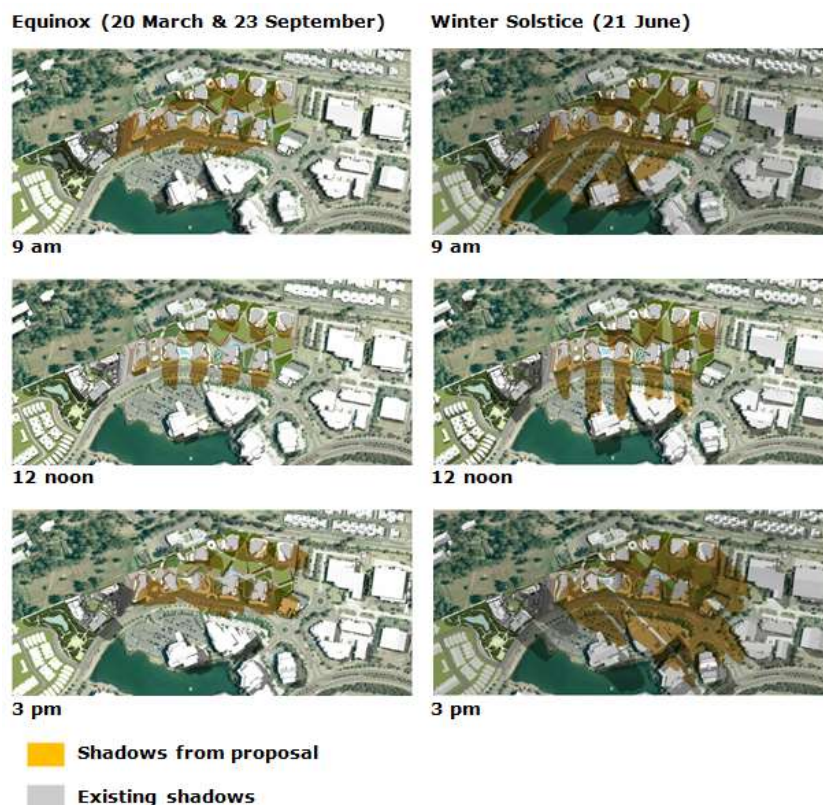 Equinox (20 March & 23 September)
Winter Solstice (21 June)
9 am
9 am
12 noon
12 noon
3 pm
3 pm
Shadows from proposal
Existing shadows